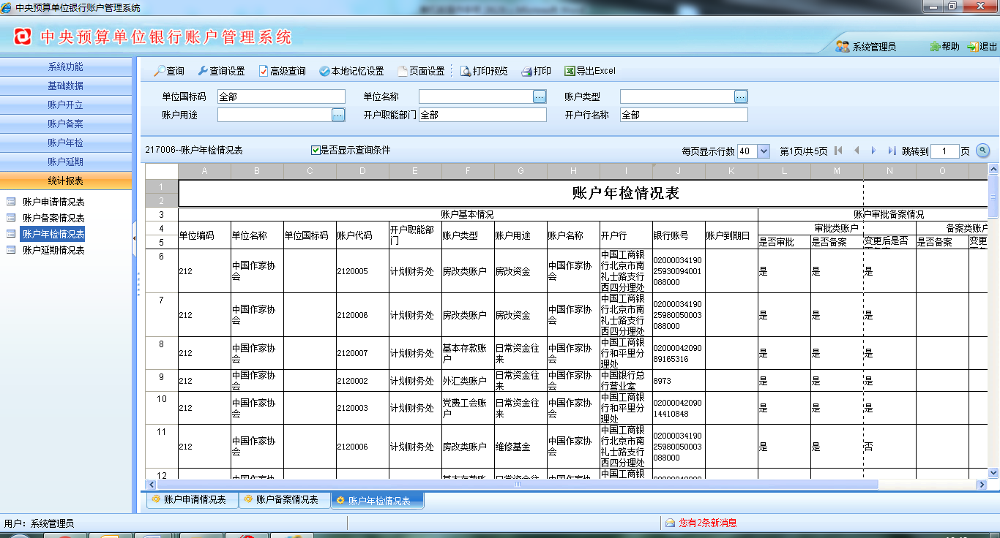 中央预算单位银行账户管理系统
中央预算单位银行账户管理系统
系统管理员 帮助 退出
系统功能
基础数据
账户开立
账户备案
账户年检
账户延期
统计报表
账户申请情况表
账户备案情况表
账户年检情况表
账户延期情况表
查询 查询设置 高级查询 本地记忆设置 页面设置 打印预览 打印 导出Excel
单位国标码 全部 单位名称 账户类型
账户用途 开户职能部门 全部 开户行名称 全部
217006--账户年检情况表 是否显示查询条件 每页显示行数 40 第1页/共5页 跳转到 1 页
A B C D E F G H I J K L M N O
1 账户年检情况表
2
3 账户基本情况 账户审批备案情况
4 审批类账户 备案类账户
5 单位编码 单位名称 单位国标码 账户代码 开户职能部门 账户类型 账户用途 账户名称 开户行 银行账号 账户到期日 是否审批 是否备案 变更后是否 是否备案 变更
6 212 中国作家协会 2120005 计划财务处 房改类账户 房改资金 中国作家协会 中国工商银行北京市南礼士路支行西四分理处 0200003419025930094001088000 是 是 是
7 212 中国作家协会 2120006 计划财务处 房改类账户 房改资金 中国作家协会 中国工商银行北京市南礼士路支行西四分理处 0200003419025980050003088000 是 是 是
8 212 中国作家协会 2120007 计划财务处 基本存款账户 日常资金往来 中国作家协会 中国工商银行和平里分理处 0200004209089165316 是 是 是
9 212 中国作家协会 2120002 计划财务处 外汇类账户 日常资金往来 中国作家协会 中国银行总行营业室 8973 是 是 是
10 212 中国作家协会 2120003 计划财务处 党费工会账户 日常资金往来 中国作家协会 中国工商银行和平里分理处 0200004209014410848 是 是 是
11 212 中国作家协会 2120006 计划财务处 房改类账户 维修基金 中国作家协会 中国工商银行北京市南礼士路支行西四分理处 0200003419025980050003088000 是 是 否
12 中国作家协 基本存款账 日常资金往 中国作家协 中国工商银
账户申请情况表 账户备案情况表 账户年检情况表
用户：系统管理员 您有2条新消息